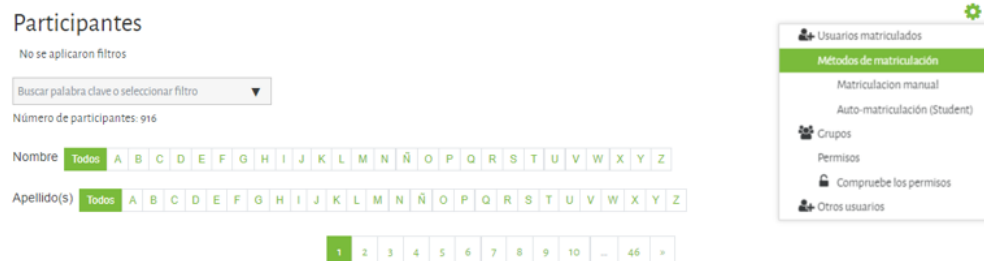 Participantes
No se aplicaron filtros
Buscar palabra clave o seleccionar filtro ▼
Número de participantes: 916
Nombre Todos A B C D E F G H I J K L M N Ñ O P Q R S T U V W X Y Z
Apellido(s) Todos A B C D E F G H I J K L M N Ñ O P Q R S T U V W X Y Z
1 2 3 4 5 6 7 8 9 10 ... 46 »
Usuarios matriculados
Métodos de matriculación
Matriculacion manual
Auto-matriculación (Student)
Grupos
Permisos
Compruebe los permisos
Otros usuarios